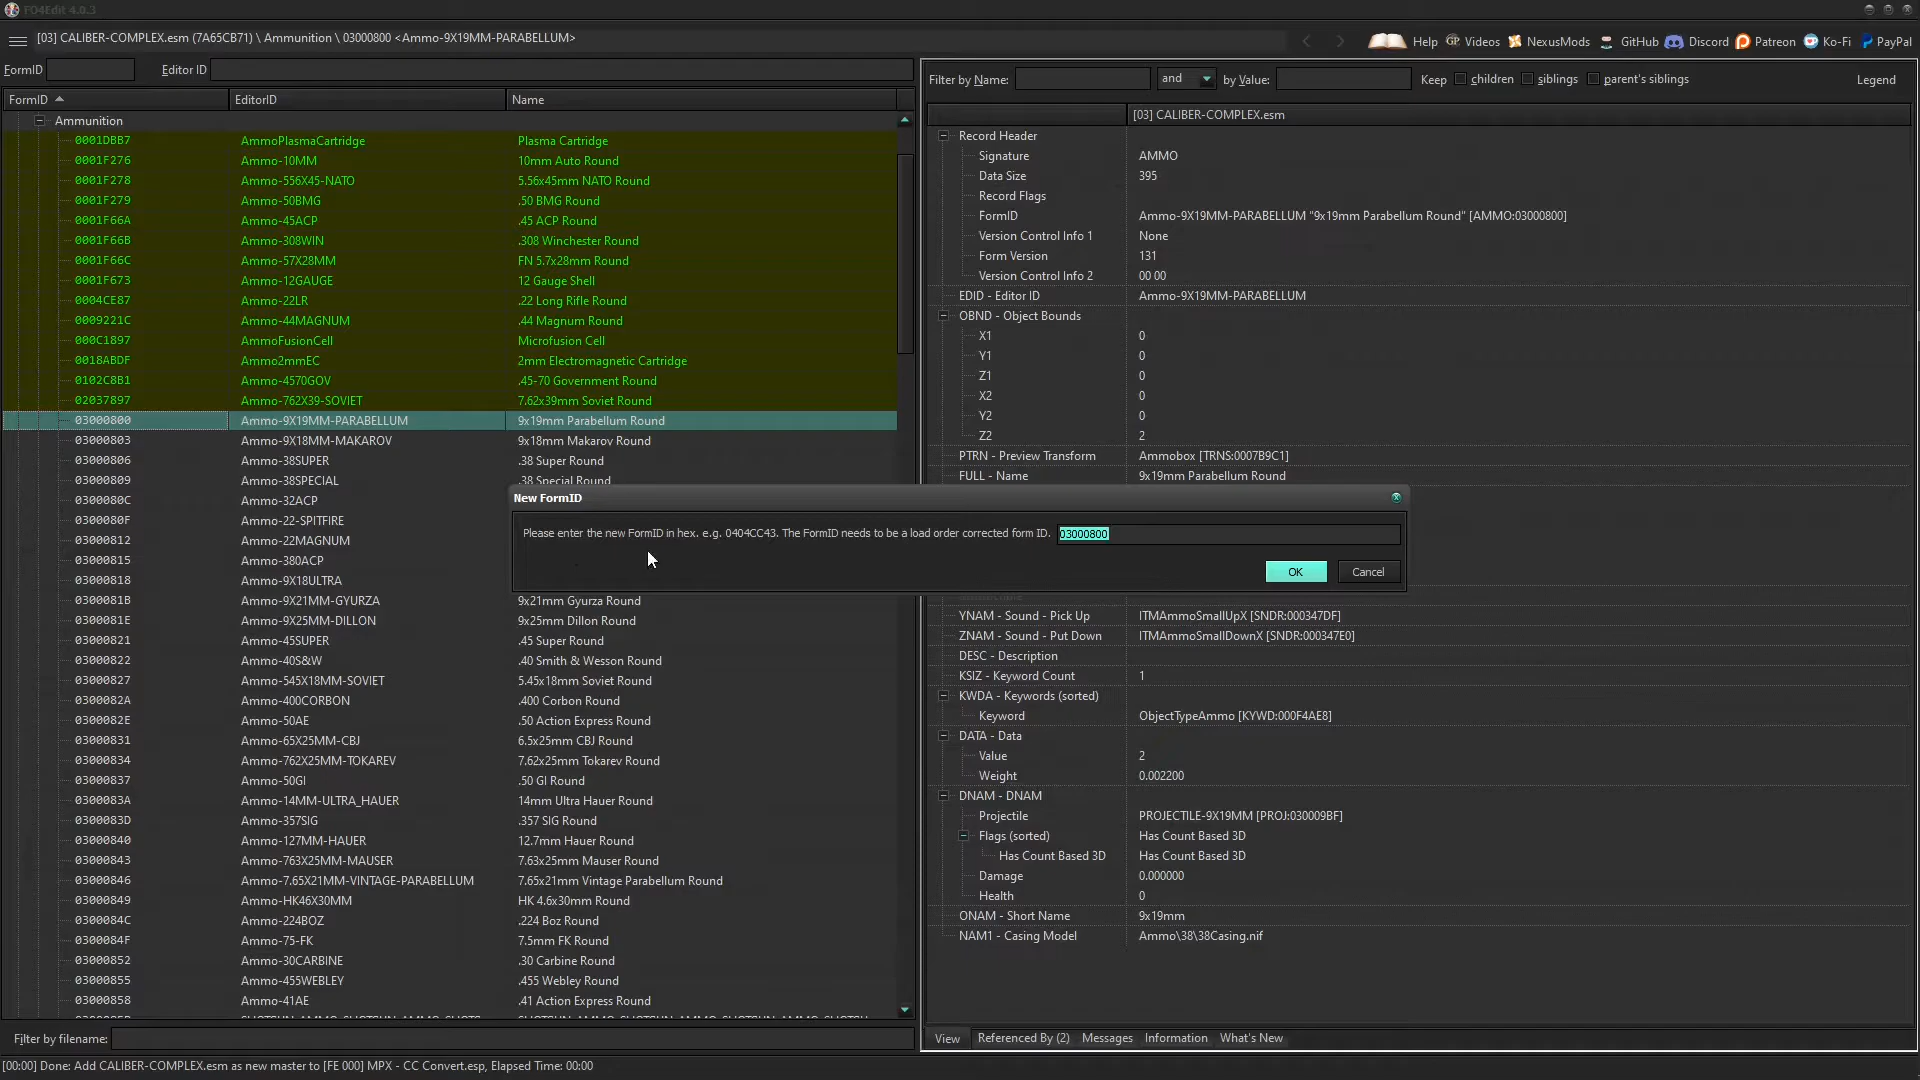 FO4Edit 4.0.3
[03] CALIBER-COMPLEX.esm (7A65CB71) \ Ammunition \ 03000800 <Ammo-9X19MM-PARABELLUM>
Help Videos NexusMods GitHub Discord Patreon Ko-Fi PayPal
FormID Editor ID
FormID EditorID Name
Ammunition
0001DBB7 AmmoPlasmaCartridge Plasma Cartridge
0001F276 Ammo-10MM 10mm Auto Round
0001F278 Ammo-556X45-NATO 5.56x45mm NATO Round
0001F279 Ammo-50BMG .50 BMG Round
0001F66A Ammo-45ACP .45 ACP Round
0001F66B Ammo-308WIN .308 Winchester Round
0001F66C Ammo-57X28MM FN 5.7x28mm Round
0001F673 Ammo-12GAUGE 12 Gauge Shell
0004CE87 Ammo-22LR .22 Long Rifle Round
0009221C Ammo-44MAGNUM .44 Magnum Round
000C1897 AmmoFusionCell Microfusion Cell
0018ABDF Ammo2mmEC 2mm Electromagnetic Cartridge
0102C8B1 Ammo-4570GOV .45-70 Government Round
02037897 Ammo-762X39-SOVIET 7.62x39mm Soviet Round
03000800 Ammo-9X19MM-PARABELLUM 9x19mm Parabellum Round
03000803 Ammo-9X18MM-MAKAROV 9x18mm Makarov Round
03000806 Ammo-38SUPER .38 Super Round
03000809 Ammo-38SPECIAL .38 Special Round
0300080C Ammo-32ACP
0300080F Ammo-22-SPITFIRE
03000812 Ammo-22MAGNUM
03000815 Ammo-380ACP
03000818 Ammo-9X18ULTRA
0300081B Ammo-9X21MM-GYURZA 9x21mm Gyurza Round
0300081E Ammo-9X25MM-DILLON 9x25mm Dillon Round
03000821 Ammo-45SUPER .45 Super Round
03000822 Ammo-40S&W .40 Smith & Wesson Round
03000827 Ammo-545X18MM-SOVIET 5.45x18mm Soviet Round
0300082A Ammo-400CORBON .400 Corbon Round
0300082E Ammo-50AE .50 Action Express Round
03000831 Ammo-65X25MM-CBJ 6.5x25mm CBJ Round
03000834 Ammo-762X25MM-TOKAREV 7.62x25mm Tokarev Round
03000837 Ammo-50GI .50 GI Round
0300083A Ammo-14MM-ULTRA_HAUER 14mm Ultra Hauer Round
0300083D Ammo-357SIG .357 SIG Round
03000840 Ammo-127MM-HAUER 12.7mm Hauer Round
03000843 Ammo-763X25MM-MAUSER 7.63x25mm Mauser Round
03000846 Ammo-7.65X21MM-VINTAGE-PARABELLUM 7.65x21mm Vintage Parabellum Round
03000849 Ammo-HK46X30MM HK 4.6x30mm Round
0300084C Ammo-224BOZ .224 Boz Round
0300084F Ammo-75-FK 7.5mm FK Round
03000852 Ammo-30CARBINE .30 Carbine Round
03000855 Ammo-455WEBLEY .455 Webley Round
03000858 Ammo-41AE .41 Action Express Round
Filter by filename:
[00:00] Done: Add CALIBER-COMPLEX.esm as new master to [FE 000] MPX - CC Convert.esp, Elapsed Time: 00:00
New FormID
Please enter the new FormID in hex. e.g. 0404CC43. The FormID needs to be a load order corrected form ID. 03000800
OK Cancel
Filter by Name: and by Value: Keep children siblings parent's siblings Legend
[03] CALIBER-COMPLEX.esm
Record Header
Signature AMMO
Data Size 395
Record Flags
FormID Ammo-9X19MM-PARABELLUM "9x19mm Parabellum Round" [AMMO:03000800]
Version Control Info 1 None
Form Version 131
Version Control Info 2 00 00
EDID - Editor ID Ammo-9X19MM-PARABELLUM
OBND - Object Bounds
X1 0
Y1 0
Z1 0
X2 0
Y2 0
Z2 2
PTRN - Preview Transform Ammobox [TRNS:0007B9C1]
FULL - Name 9x19mm Parabellum Round
YNAM - Sound - Pick Up ITMAmmoSmallUpX [SNDR:000347DF]
ZNAM - Sound - Put Down ITMAmmoSmallDownX [SNDR:000347E0]
DESC - Description
KSIZ - Keyword Count 1
KWDA - Keywords (sorted)
Keyword ObjectTypeAmmo [KYWD:000F4AE8]
DATA - Data
Value 2
Weight 0.002200
DNAM - DNAM
Projectile PROJECTILE-9X19MM [PROJ:030009BF]
Flags (sorted) Has Count Based 3D
Has Count Based 3D Has Count Based 3D
Damage 0.000000
Health 0
ONAM - Short Name 9x19mm
NAM1 - Casing Model Ammo\38\38Casing.nif
View Referenced By (2) Messages Information What's New